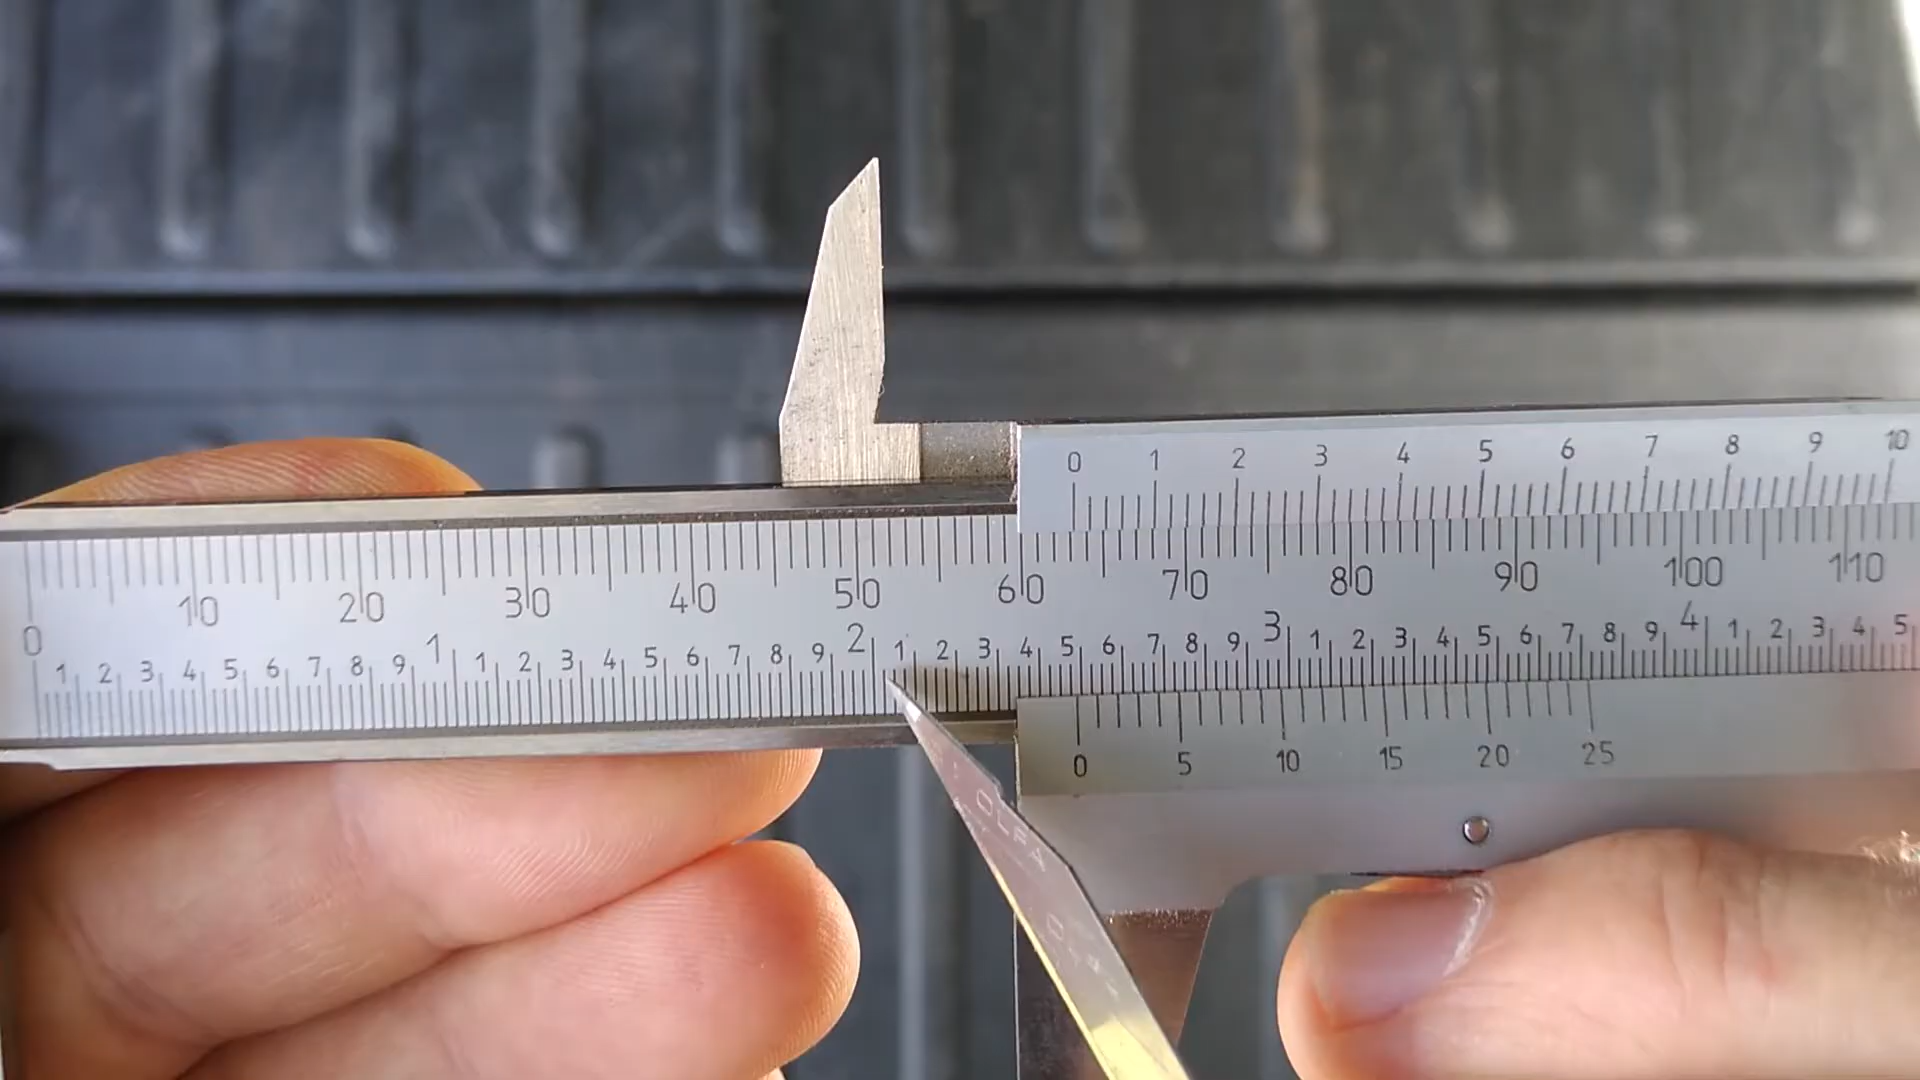 0 1 2 3 4 5 6 7 8 9 10
0 10 20 30 40 50 60 70 80 90 100 110
1 2 3 4 5 6 7 8 9 1 1 2 3 4 5 6 7 8 9 2 1 2 3 4 5 6 7 8 9 3 1 2 3 4 5 6 7 8 9 4 1 2 3 4 5
0 5 10 15 20 25
OLFA